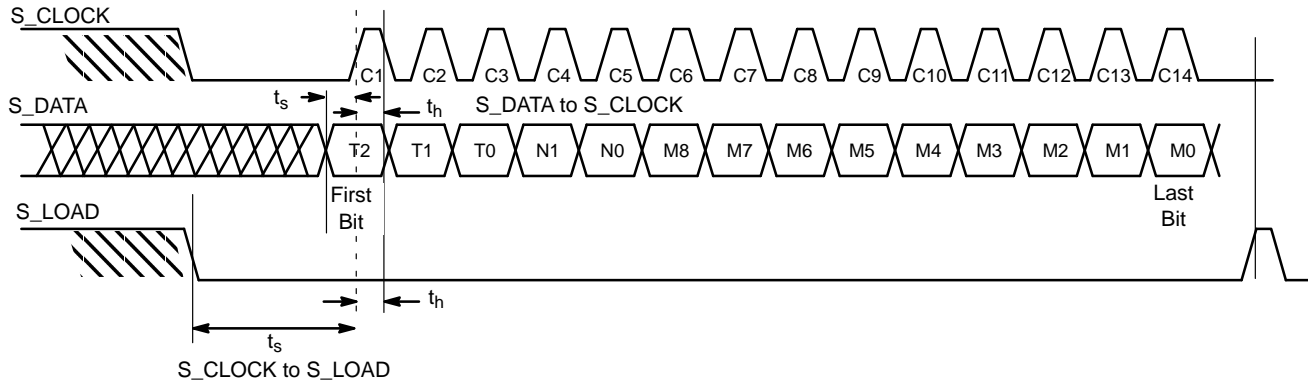 S_CLOCK
C1 C2 C3 C4 C5 C6 C7 C8 C9 C10 C11 C12 C13 C14
ts
S_DATA
th
S_DATA to S_CLOCK
T2 T1 T0 N1 N0 M8 M7 M6 M5 M4 M3 M2 M1 M0
First
Bit
Last
Bit
S_LOAD
th
ts
S_CLOCK to S_LOAD